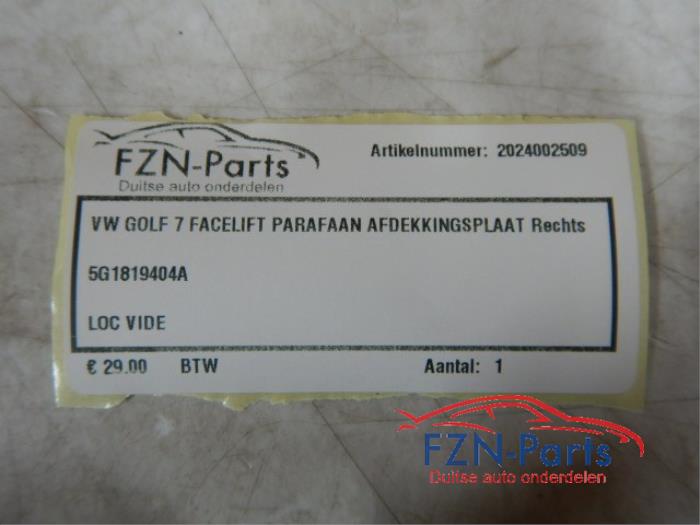 FZN-Parts
Duitse auto onderdelen
Artikelnummer: 2024002509
VW GOLF 7 FACELIFT PARAFAAN AFDEKKINGSPLAAT Rechts
5G1819404A
LOC VIDE
€ 29.00 BTW Aantal: 1
FZN-Parts
Duitse auto onderdelen